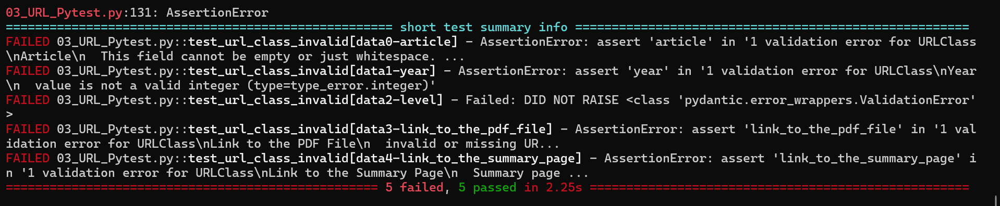 03_URL_Pytest.py:131: AssertionError
===================================================== short test summary info ======================================================
FAILED 03_URL_Pytest.py::test_url_class_invalid[data0-article] - AssertionError: assert 'article' in '1 validation error for URLClass
\nArticle\n  This field cannot be empty or just whitespace. ...
FAILED 03_URL_Pytest.py::test_url_class_invalid[data1-year] - AssertionError: assert 'year' in '1 validation error for URLClass\nYear
\n  value is not a valid integer (type=type_error.integer)'
FAILED 03_URL_Pytest.py::test_url_class_invalid[data2-level] - Failed: DID NOT RAISE <class 'pydantic.error_wrappers.ValidationError'
>
FAILED 03_URL_Pytest.py::test_url_class_invalid[data3-link_to_the_pdf_file] - AssertionError: assert 'link_to_the_pdf_file' in '1 val
idation error for URLClass\nLink to the PDF File\n  invalid or missing UR...
FAILED 03_URL_Pytest.py::test_url_class_invalid[data4-link_to_the_summary_page] - AssertionError: assert 'link_to_the_summary_page' i
n '1 validation error for URLClass\nLink to the Summary Page\n  Summary page ...
=================================================== 5 failed, 5 passed in 2.25s ====================================================